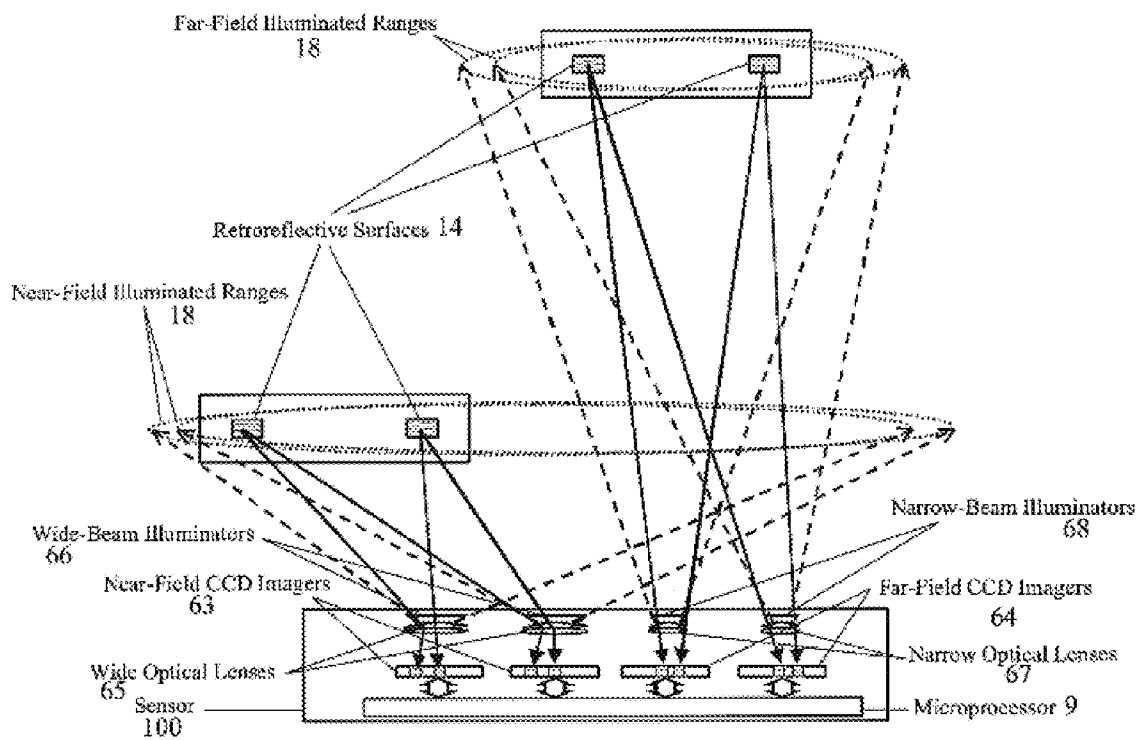 Far-Field Illuminated Ranges
18
Retroreflective Surfaces 14
Near-Field Illuminated Ranges
18
Wide-Beam Illuminators
66
Narrow-Beam Illuminators
68
Near-Field CCD Imagers
63
Far-Field CCD Imagers
64
Wide Optical Lenses
65
Narrow Optical Lenses
67
Sensor
100
Microprocessor 9